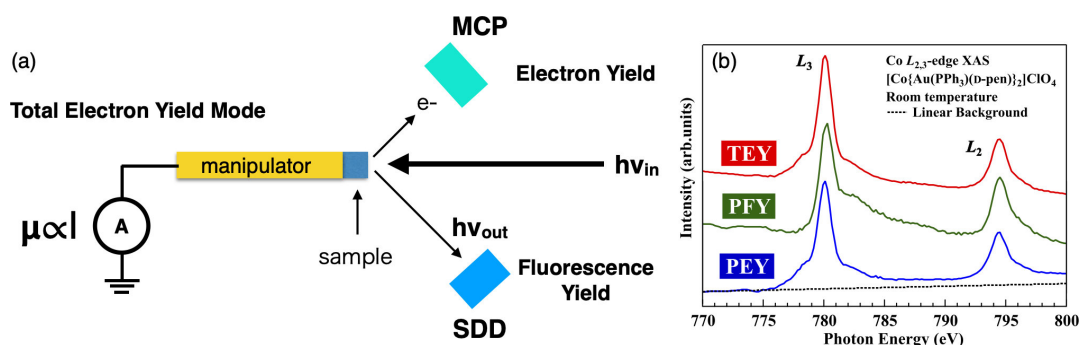 (a)
MCP
Electron Yield
Total Electron Yield Mode
e-
manipulator
hνin
μ∝I
A
hνout
sample
Fluorescence
Yield
SDD
(b)
L3
Co L2,3-edge XAS
[Co{Au(PPh3)(D-pen)}2]ClO4
Room temperature
Linear Background
TEY
L2
PFY
PEY
Intensity (arb.units)
770 775 780 785 790 795 800
Photon Energy (eV)